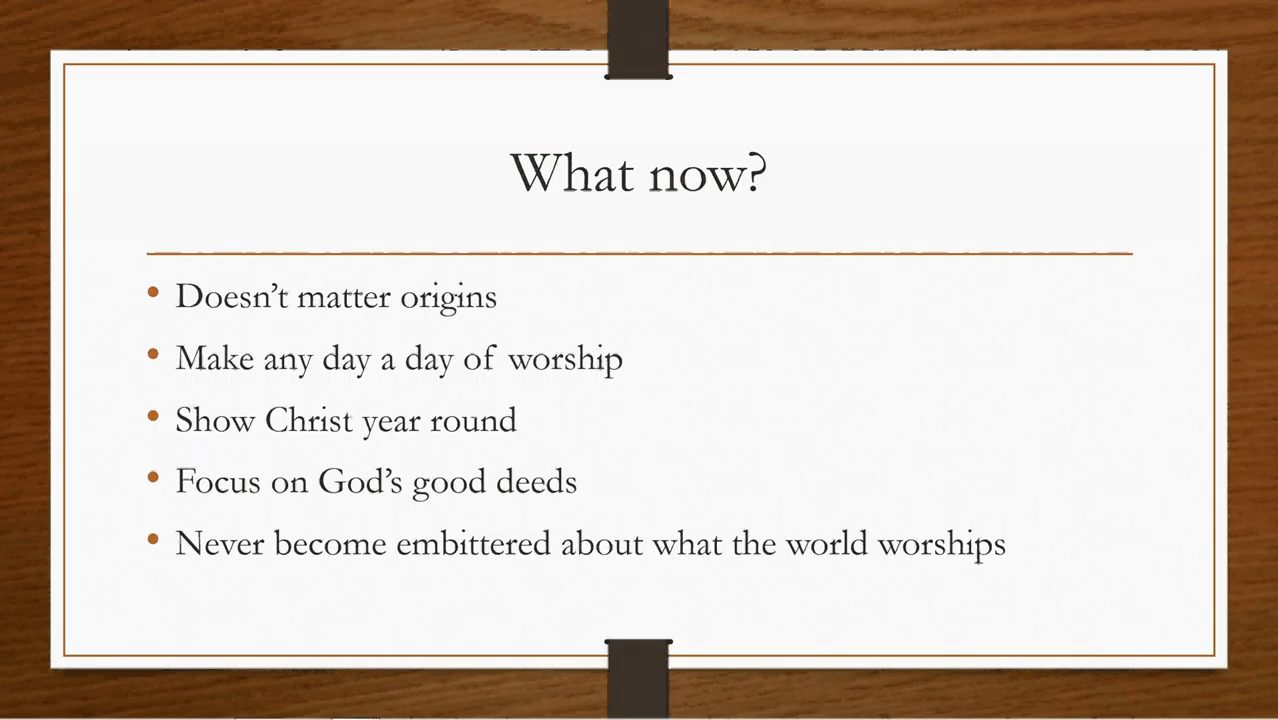 What now?
• Doesn’t matter origins
• Make any day a day of worship
• Show Christ year round
• Focus on God’s good deeds
• Never become embittered about what the world worships